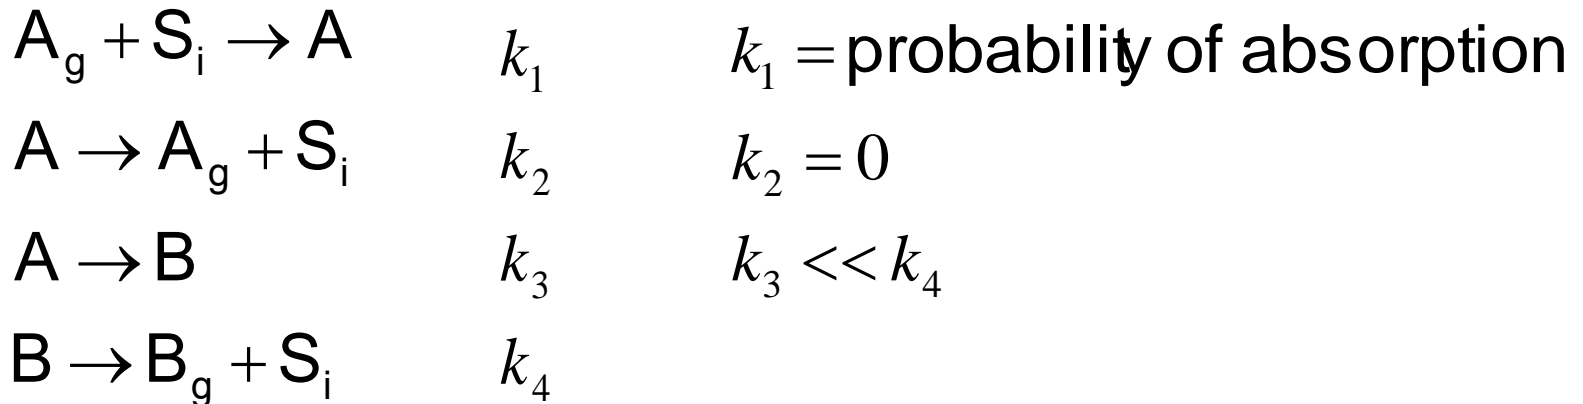 A_g + S_i → A k_1 k_1 = probability of absorption
A → A_g + S_i k_2 k_2 = 0
A → B k_3 k_3 << k_4
B → B_g + S_i k_4